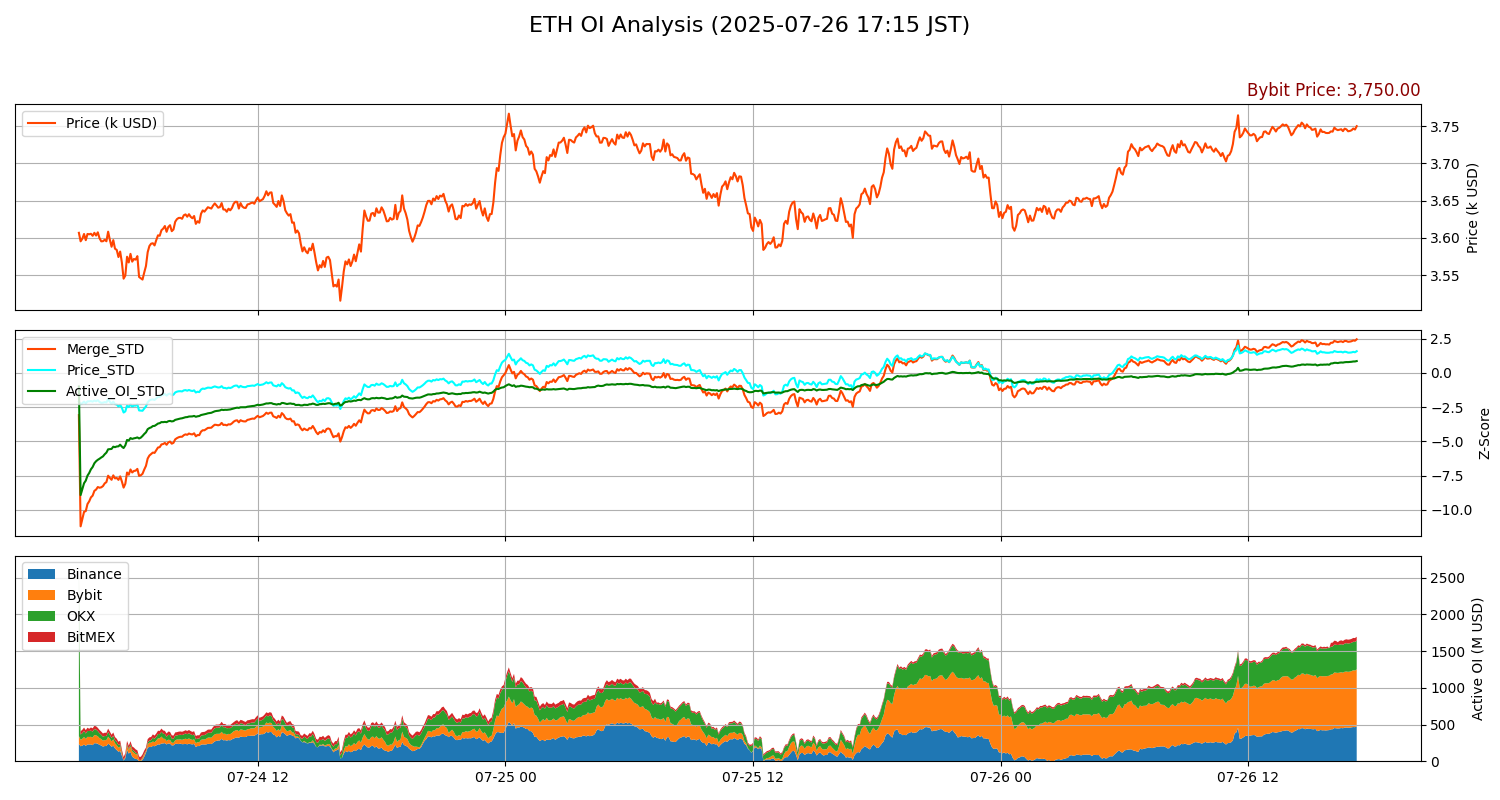 ETH OI Analysis (2025-07-26 17:15 JST)
Bybit Price: 3,750.00
Price (k USD)
3.75
3.70
3.65
3.60
3.55
Price (k USD)
Merge_STD
Price_STD
Active_OI_STD
2.5
0.0
−2.5
−5.0
−7.5
−10.0
Z-Score
Binance
Bybit
OKX
BitMEX
2500
2000
1500
1000
500
0
Active OI (M USD)
07-24 12
07-25 00
07-25 12
07-26 00
07-26 12